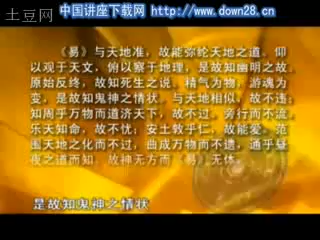 土豆网
中国讲座下载网 www.down28.cn
《易》与天地准，故能弥纶天地之道。仰
以观于天文，俯以察于地理，是故知幽明之故。
原始反终，故知死生之说。精气为物，游魂为
变，是故知鬼神之情状。与天地相似，故不违；
知周乎万物而道济天下，故不过。旁行而不流，
乐天知命，故不忧；安土敦乎仁，故能爱。范
围天地之化而不过，曲成万物而不遗，通乎昼
夜之道而知，故神无方而《易》无体。
是故知鬼神之情状